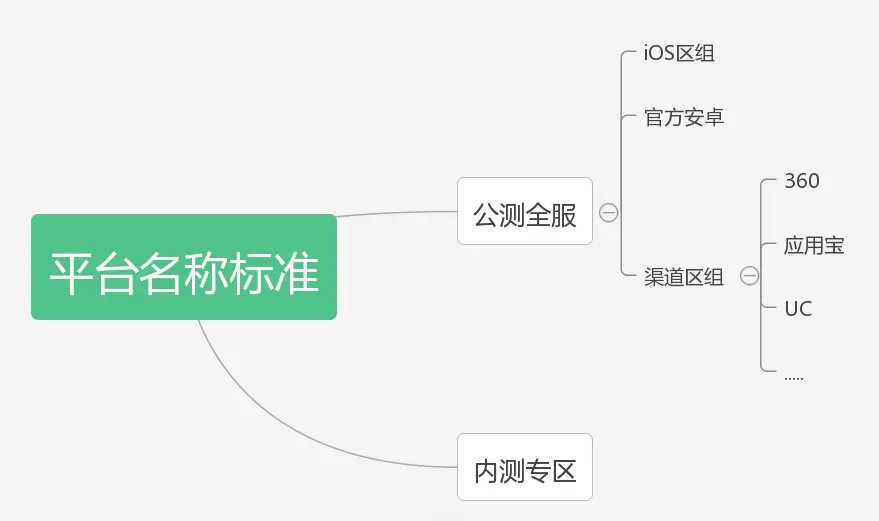 平台名称标准
公测全服
iOS区组
官方安卓
渠道区组
360
应用宝
UC
.....
内测专区